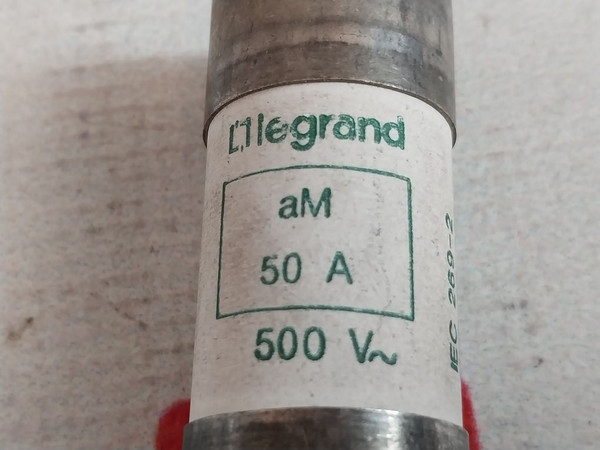 legrand
aM
50 A
500 V~
IEC 269-2